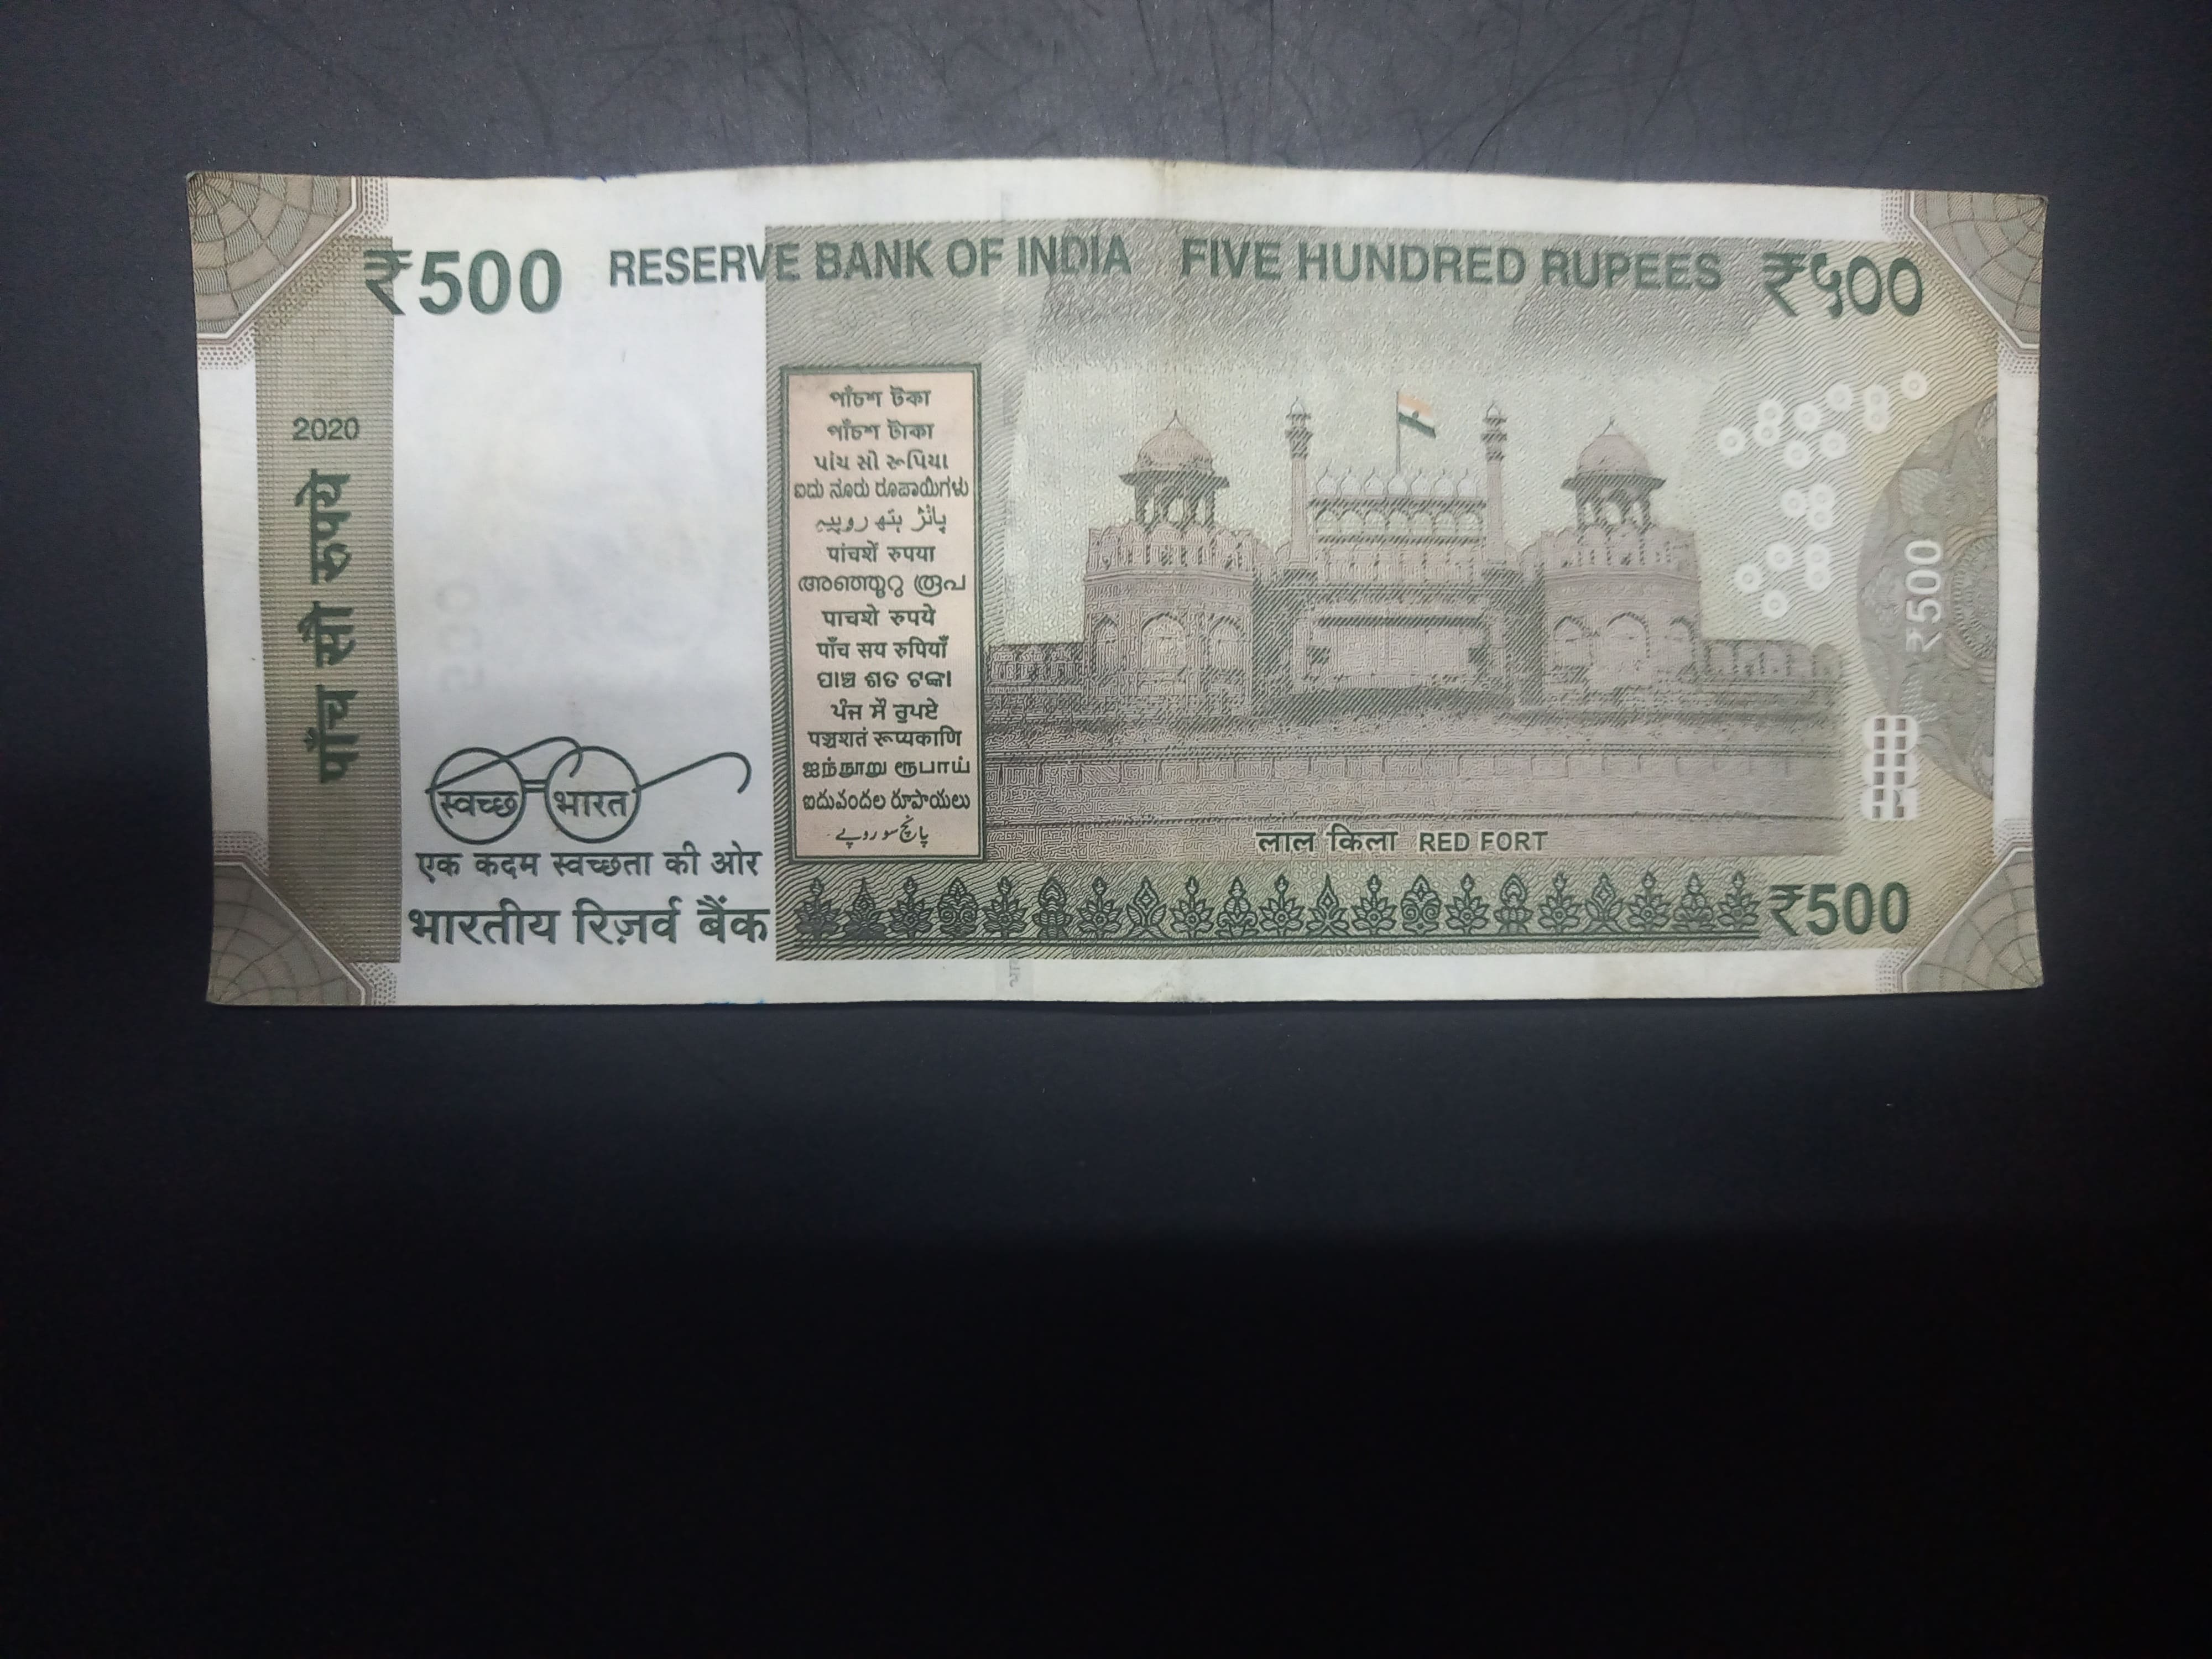 ₹500 RESERVE BANK OF INDIA FIVE HUNDRED RUPEES ₹५००
2020
पाँच सौ रुपये
পাঁচশ টকা
পাঁচশ টাকা
પાંચ સો રૂપિયા
ಐದು ನೂರು ರೂಪಾಯಿಗಳು
پانٛژ ہَتھ روپیہِ
पांचशें रुपया
അഞ്ഞൂറു രൂപ
पाचशे रुपये
पाँच सय रुपियाँ
ପାଞ୍ଚ ଶତ ଟଙ୍କା
ਪੰਜ ਸੌ ਰੁਪਏ
पञ्चशतं रूप्यकाणि
ஐந்நூறு ரூபாய்
ఐదువందల రూపాయలు
پانچ سو روپے
₹500
स्वच्छ भारत
एक कदम स्वच्छता की ओर
भारतीय रिज़र्व बैंक
लाल किला RED FORT
₹500